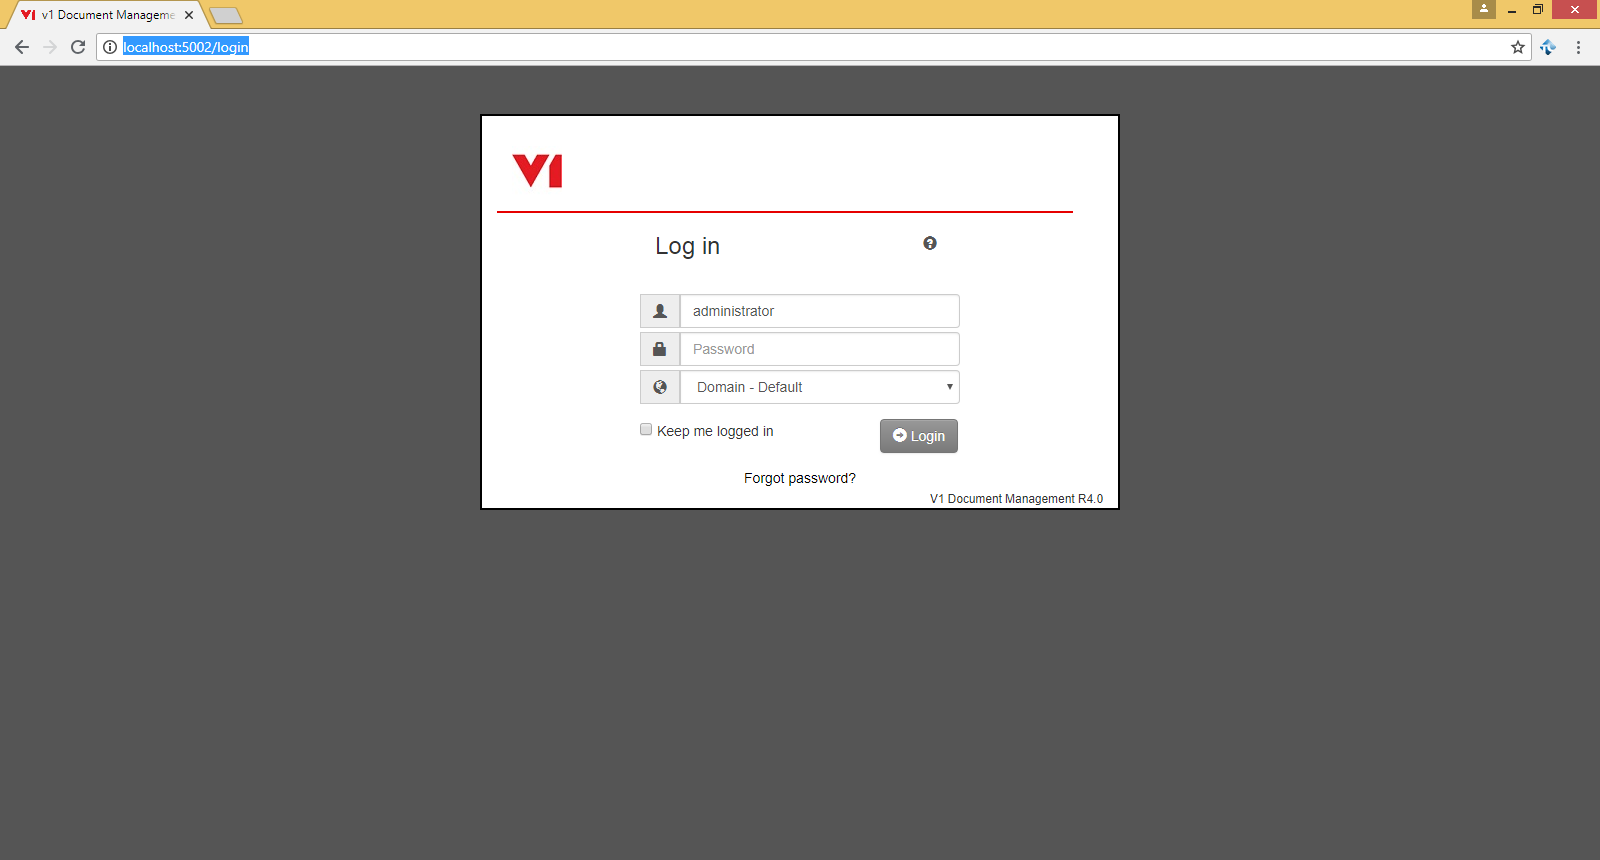 v1 Document Manageme
localhost:5002/login
V1
Log in
administrator
Password
Domain - Default
Keep me logged in
Login
Forgot password?
V1 Document Management R4.0